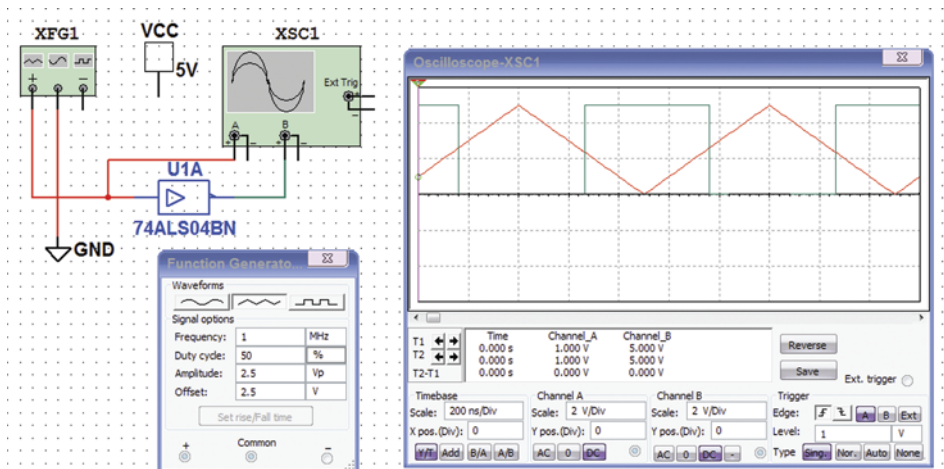 XFG1
VCC
5V
XSC1
Ext Trig
+
-
A
B
U1A
74ALS04BN
GND
Function Generato...
Waveforms
Signal options
Frequency: 1 MHz
Duty cycle: 50 %
Amplitude: 2.5 Vp
Offset: 2.5 V
Set rise/Fall time
+ Common -
Oscilloscope-XSC1
Time Channel_A Channel_B
T1 0.000 s 1.000 V 5.000 V
T2 0.000 s 1.000 V 5.000 V
T2-T1 0.000 s 0.000 V 0.000 V
Reverse
Save
Ext. trigger
Timebase
Scale: 200 ns/Div
X pos.(Div): 0
Y/T Add B/A A/B
Channel A
Scale: 2 V/Div
Y pos.(Div): 0
AC 0 DC
Channel B
Scale: 2 V/Div
Y pos.(Div): 0
AC 0 DC -
Trigger
Edge: A B Ext
Level: 1 V
Type Sing. Nor. Auto None